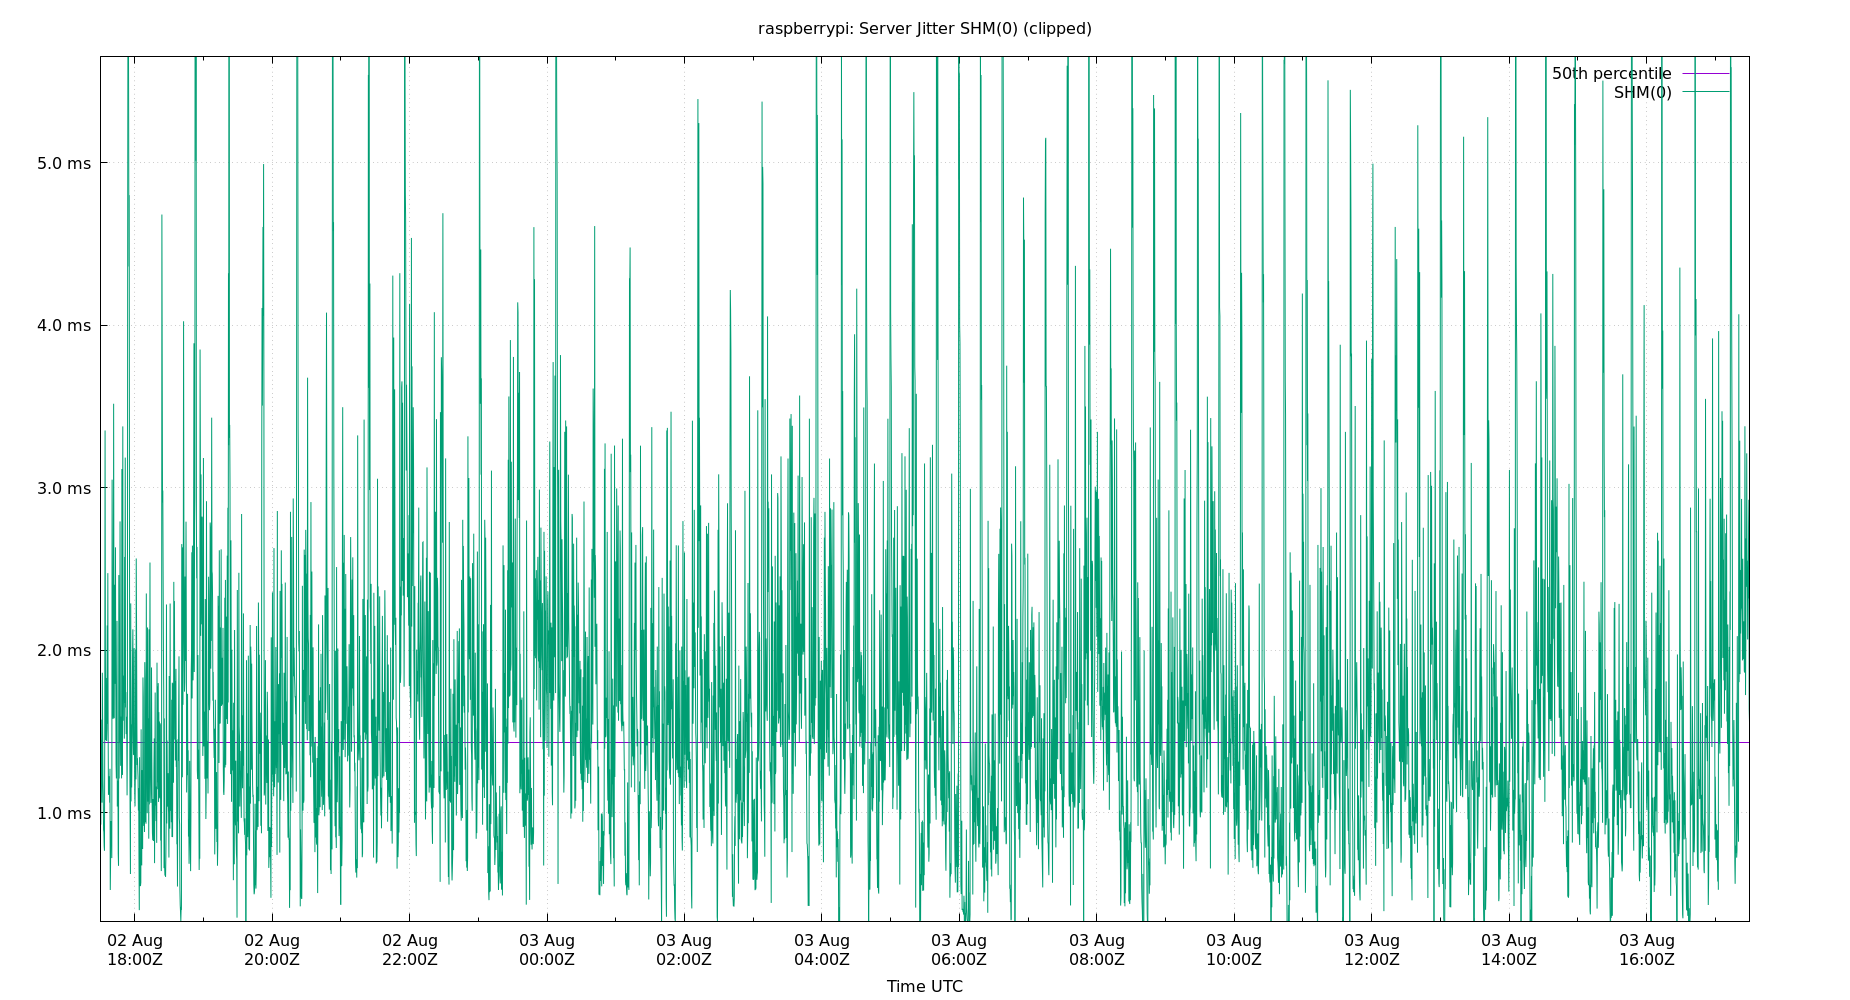 raspberrypi: Server Jitter SHM(0) (clipped)
50th percentile
SHM(0)
5.0 ms
4.0 ms
3.0 ms
2.0 ms
1.0 ms
02 Aug 02 Aug 02 Aug 03 Aug 03 Aug 03 Aug 03 Aug 03 Aug 03 Aug 03 Aug 03 Aug 03 Aug
18:00Z 20:00Z 22:00Z 00:00Z 02:00Z 04:00Z 06:00Z 08:00Z 10:00Z 12:00Z 14:00Z 16:00Z
Time UTC